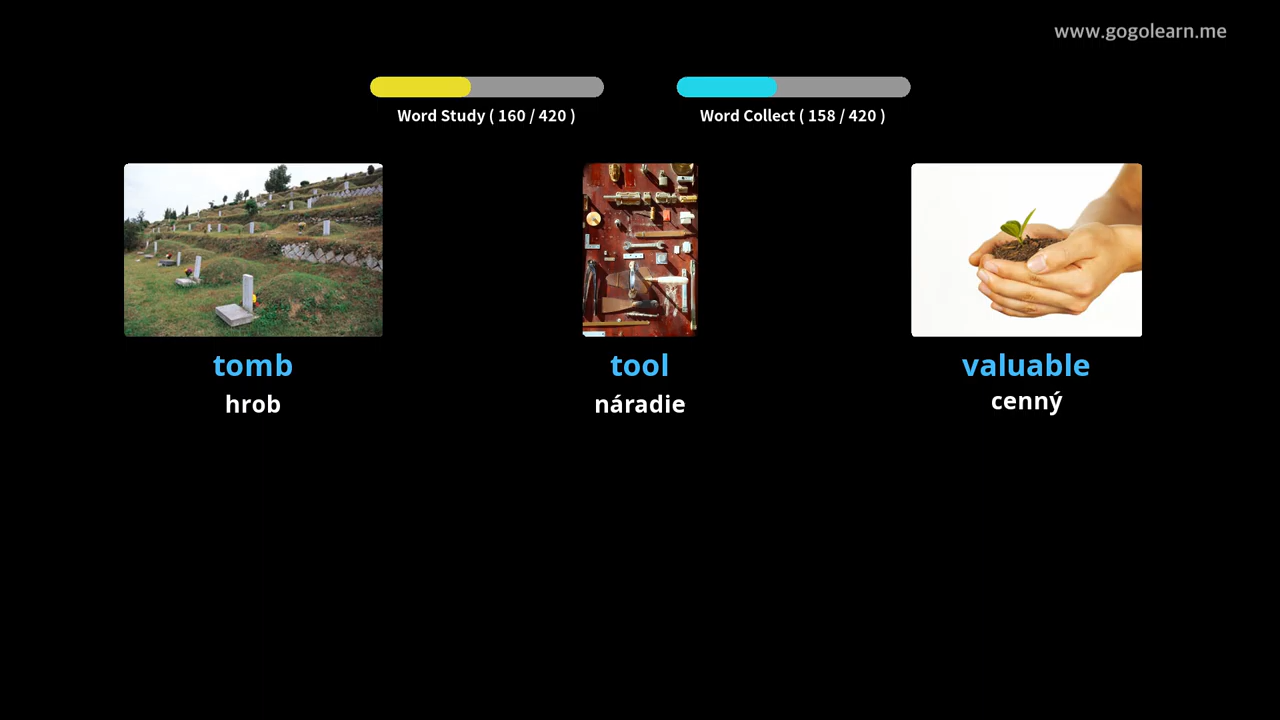 www.gogolearn.me
Word Study ( 160 / 420 )
Word Collect ( 158 / 420 )
tomb
hrob
tool
náradie
valuable
cenný